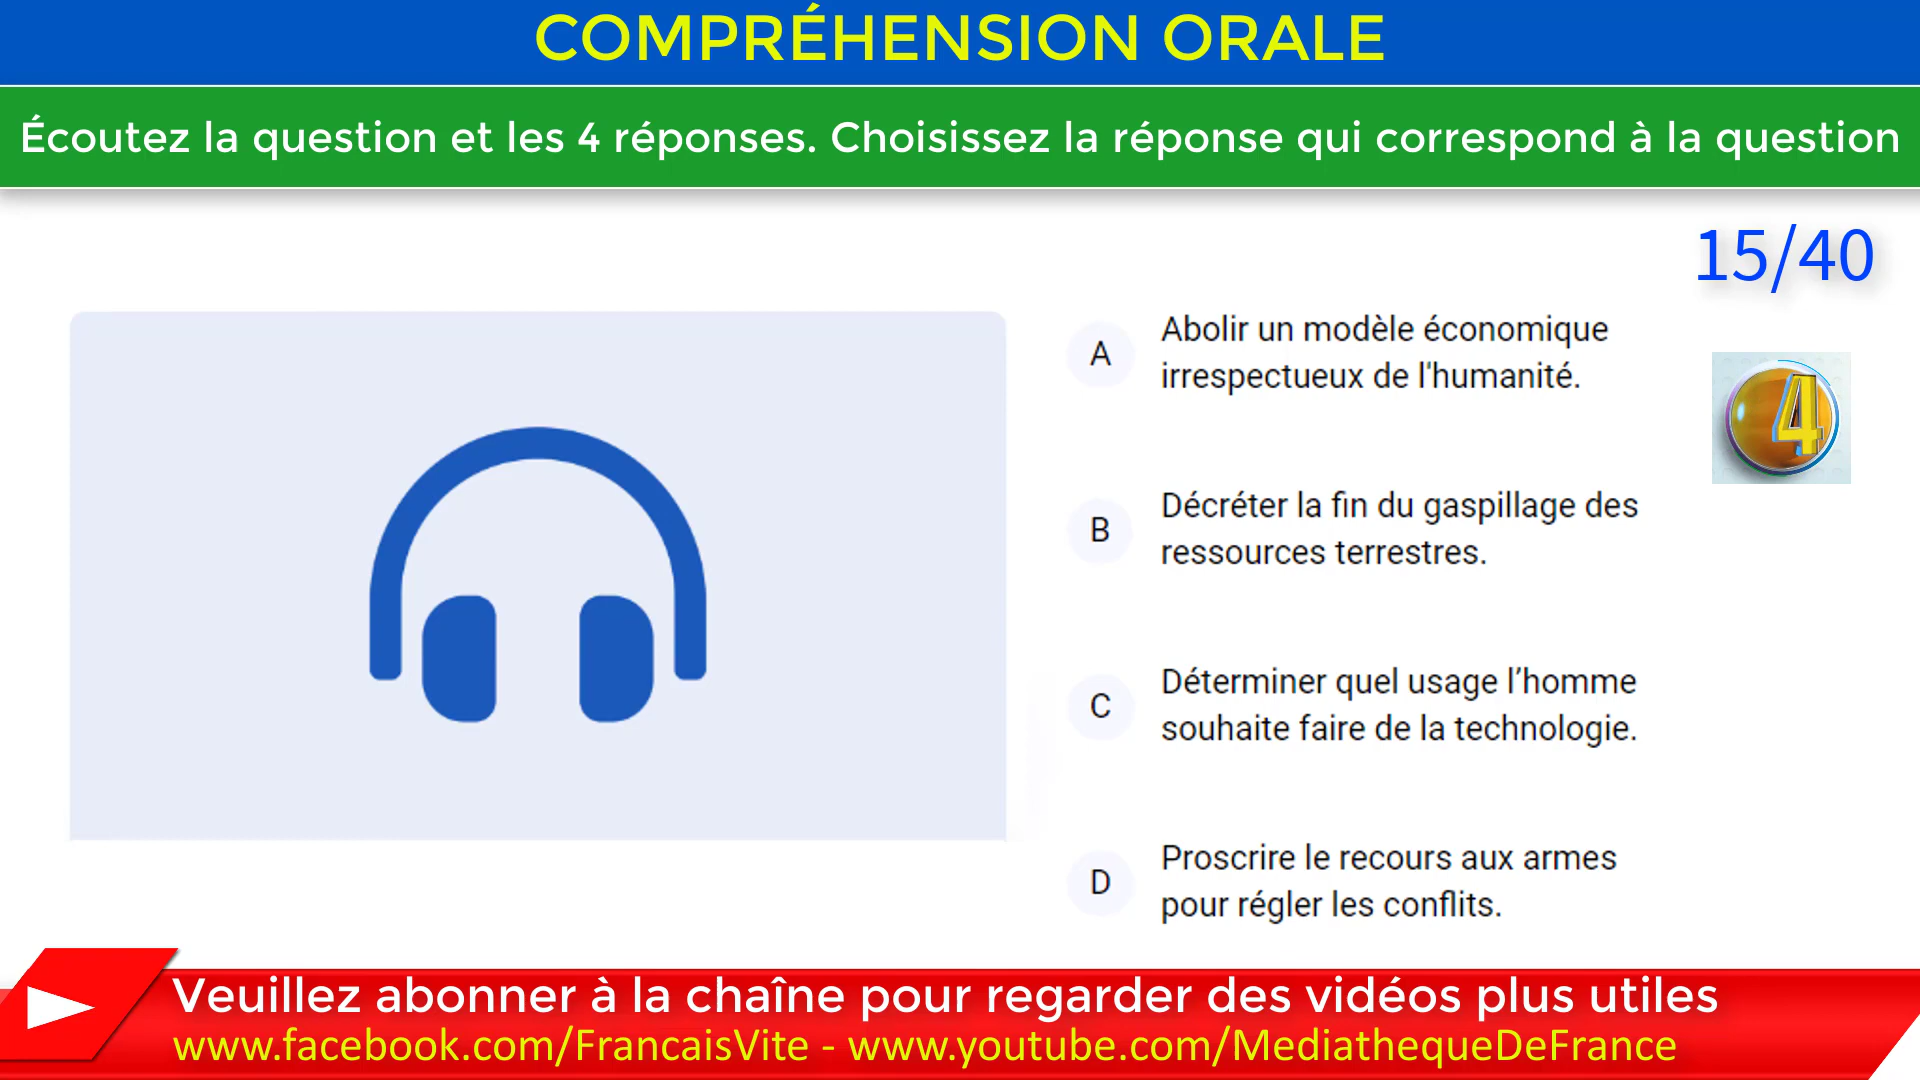 COMPRÉHENSION ORALE
Écoutez la question et les 4 réponses. Choisissez la réponse qui correspond à la question
15/40
A
Abolir un modèle économique
irrespectueux de l'humanité.
4
B
Décréter la fin du gaspillage des
ressources terrestres.
C
Déterminer quel usage l’homme
souhaite faire de la technologie.
D
Proscrire le recours aux armes
pour régler les conflits.
Veuillez abonner à la chaîne pour regarder des vidéos plus utiles
www.facebook.com/FrancaisVite - www.youtube.com/MediathequeDeFrance